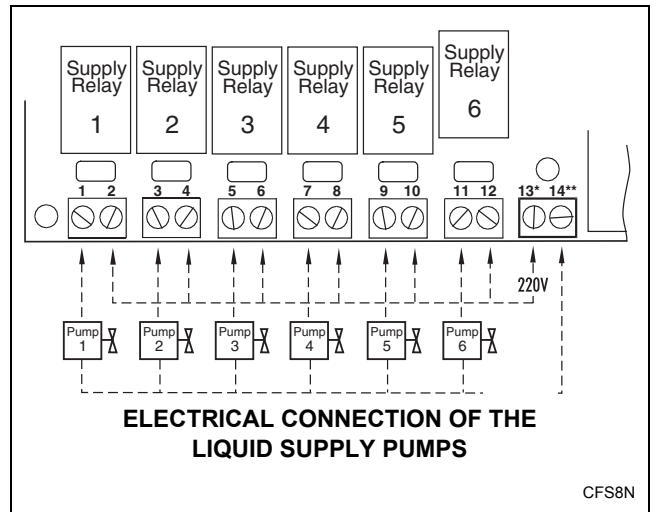 Supply Relay 1
Supply Relay 2
Supply Relay 3
Supply Relay 4
Supply Relay 5
Supply Relay 6
1 2 3 4 5 6 7 8 9 10 11 12 13* 14**
220V
Pump 1
Pump 2
Pump 3
Pump 4
Pump 5
Pump 6
ELECTRICAL CONNECTION OF THE
LIQUID SUPPLY PUMPS
CFS8N